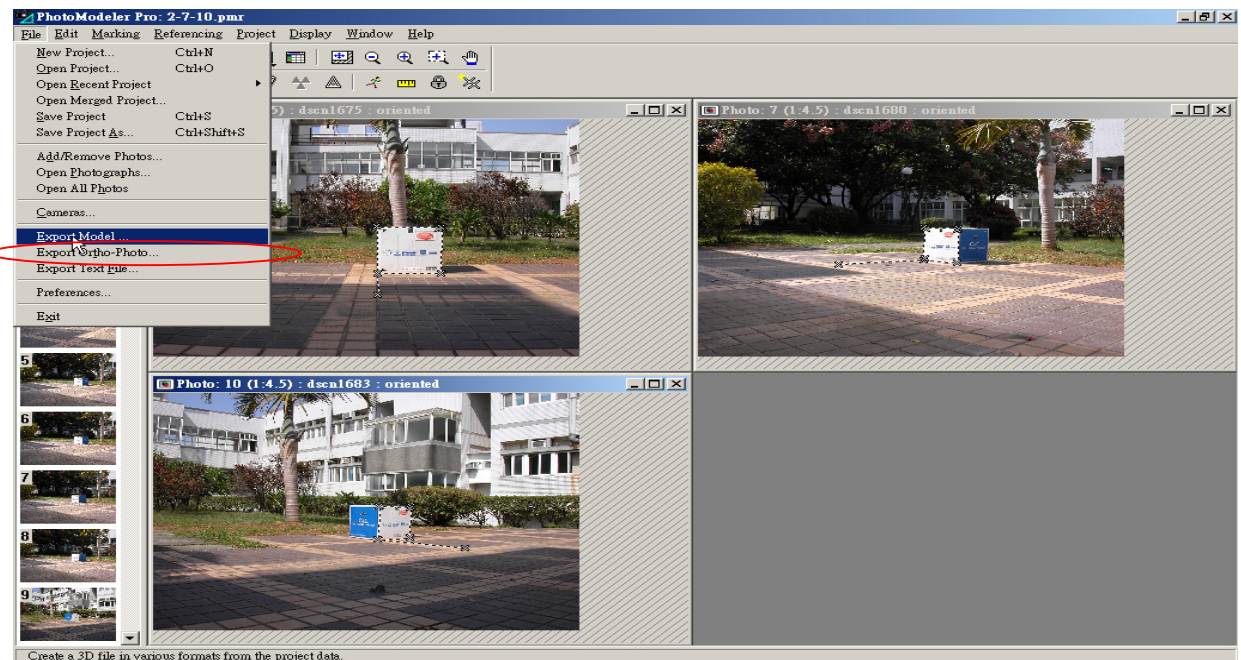 PhotoModeler Pro: 2-7-10.pmr
File Edit Marking Referencing Project Display Window Help
New Project... Ctrl+N
Open Project... Ctrl+O
Open Recent Project
Open Merged Project...
Save Project Ctrl+S
Save Project As... Ctrl+Shift+S
Add/Remove Photos...
Open Photographs...
Open All Photos
Cameras...
Export Model ...
Export Ortho-Photo...
Export Text File...
Preferences...
Exit
5) : dscn1675 : oriented
Photo: 7 (1:4.5) : dscn1680 : oriented
5
6
7
8
9
Photo: 10 (1:4.5) : dscn1683 : oriented
Create a 3D file in various formats from the project data.